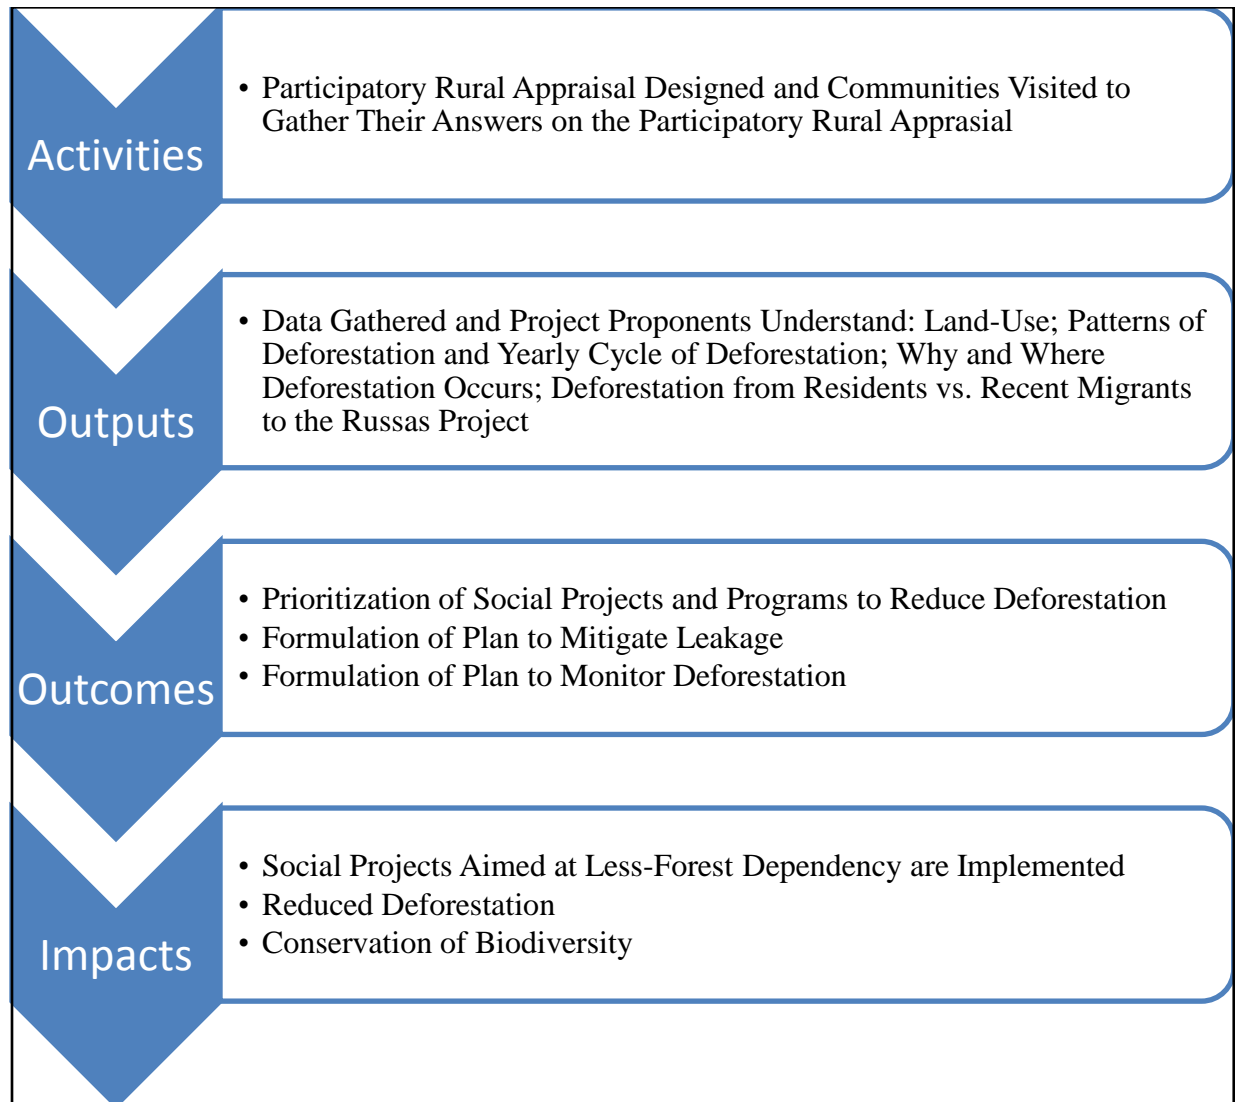 Activities
• Participatory Rural Appraisal Designed and Communities Visited to
Gather Their Answers on the Participatory Rural Apprasial
Outputs
• Data Gathered and Project Proponents Understand: Land-Use; Patterns of
Deforestation and Yearly Cycle of Deforestation; Why and Where
Deforestation Occurs; Deforestation from Residents vs. Recent Migrants
to the Russas Project
Outcomes
• Prioritization of Social Projects and Programs to Reduce Deforestation
• Formulation of Plan to Mitigate Leakage
• Formulation of Plan to Monitor Deforestation
Impacts
• Social Projects Aimed at Less-Forest Dependency are Implemented
• Reduced Deforestation
• Conservation of Biodiversity